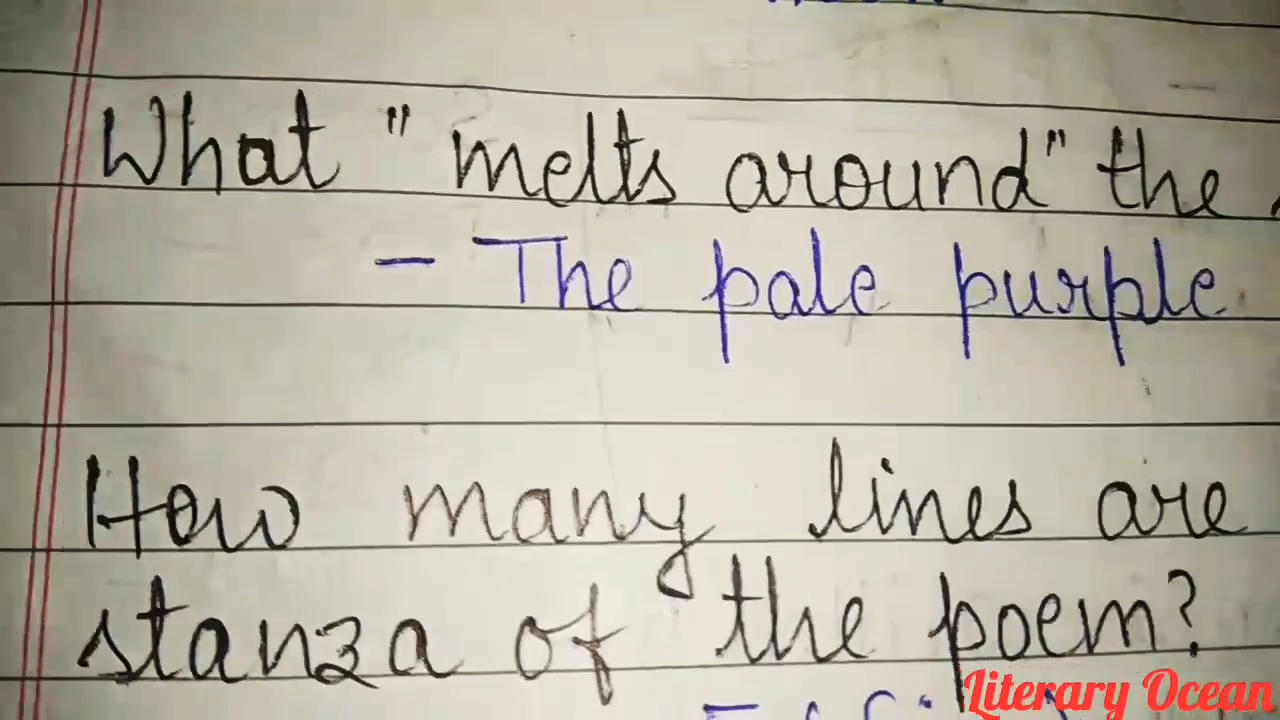 What "melts around" the
- The pale purple
How many lines are
stanza of the poem?
Literary Ocean